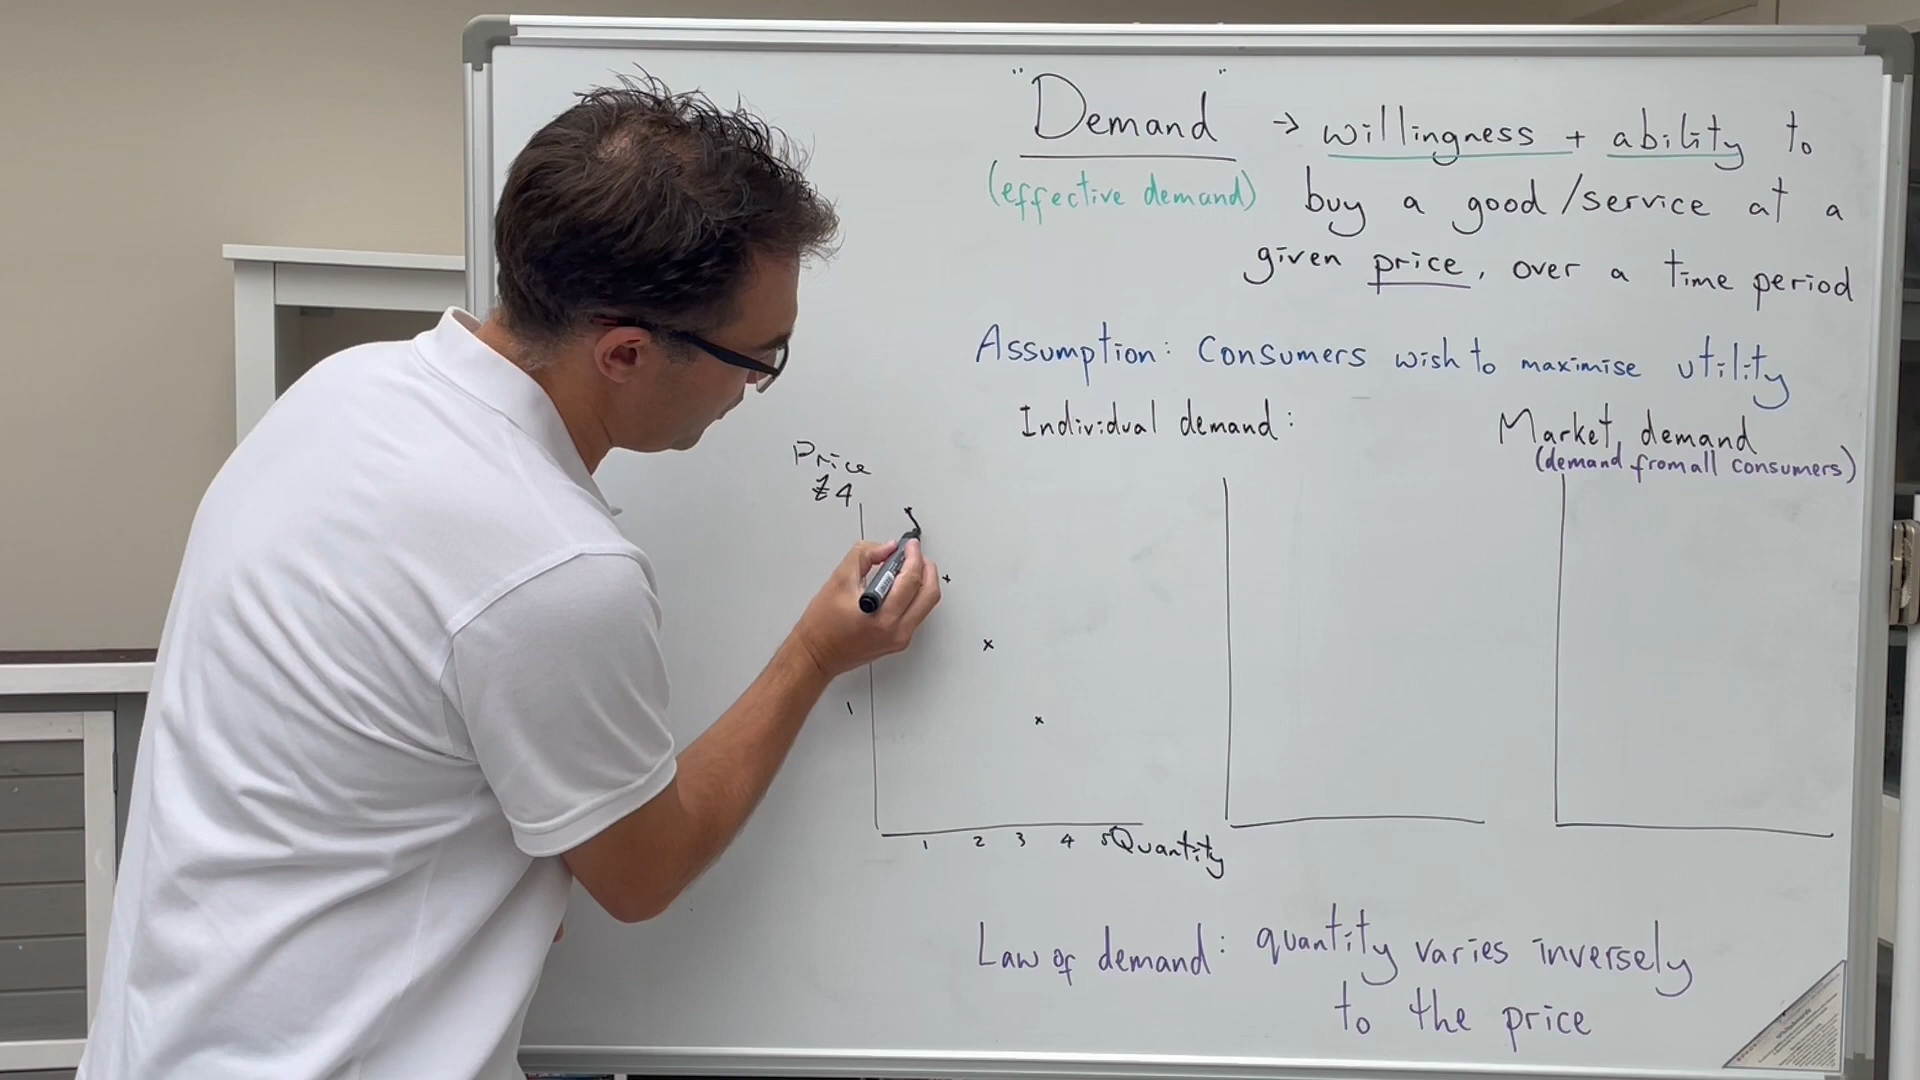 "Demand" → willingness + ability to
(effective demand) buy a good/service at a
given price, over a time period
Assumption: Consumers wish to maximise utility
Individual demand:
Market demand
(demand from all consumers)
Price
£4
1
1 2 3 4 5 Quantity
Law of demand: quantity varies inversely
to the price